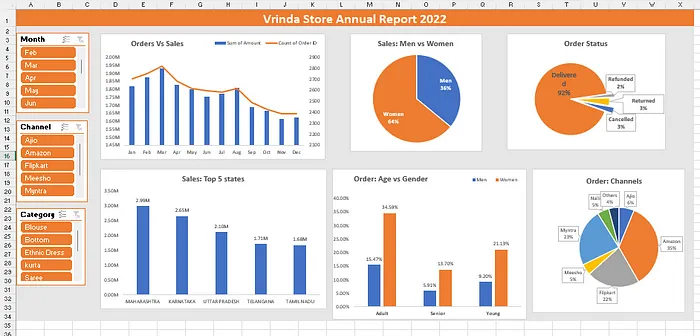 A B C D E F G H I J K L M N O P Q R S T U V W X
Vrinda Store Annual Report 2022
Month
Feb
Mar
Apr
May
Jun
Channel
Ajio
Amazon
Flipkart
Meesho
Myntra
Category
Blouse
Bottom
Ethnic Dress
kurta
Saree
Orders Vs Sales
Sum of Amount Count of Order ID
2.00M
1.95M
1.90M
1.85M
1.80M
1.75M
1.70M
1.65M
1.60M
1.55M
1.50M
1.45M
2900
2800
2700
2600
2500
2400
2300
2200
2100
Jan Feb Mar Apr May Jun Jul Aug Sep Oct Nov Dec
Sales: Men vs Women
Men
36%
Women
64%
Order Status
Delivere
d
92%
Refunded
2%
Returned
3%
Cancelled
3%
Sales: Top 5 states
3.50M
3.00M
2.50M
2.00M
1.50M
1.00M
0.50M
0.00M
2.99M
2.65M
2.10M
1.71M
1.68M
MAHARASHTRA KARNATAKA UTTAR PRADESH TELANGANA TAMIL NADU
Order: Age vs Gender
Men Women
40.00%
35.00%
30.00%
25.00%
20.00%
15.00%
10.00%
5.00%
0.00%
15.47%
34.59%
5.91%
13.70%
9.20%
21.13%
Adult Senior Young
Order: Channels
Others
4%
Ajio
6%
Amazon
35%
Flipkart
22%
Meesho
5%
Myntra
23%
5%